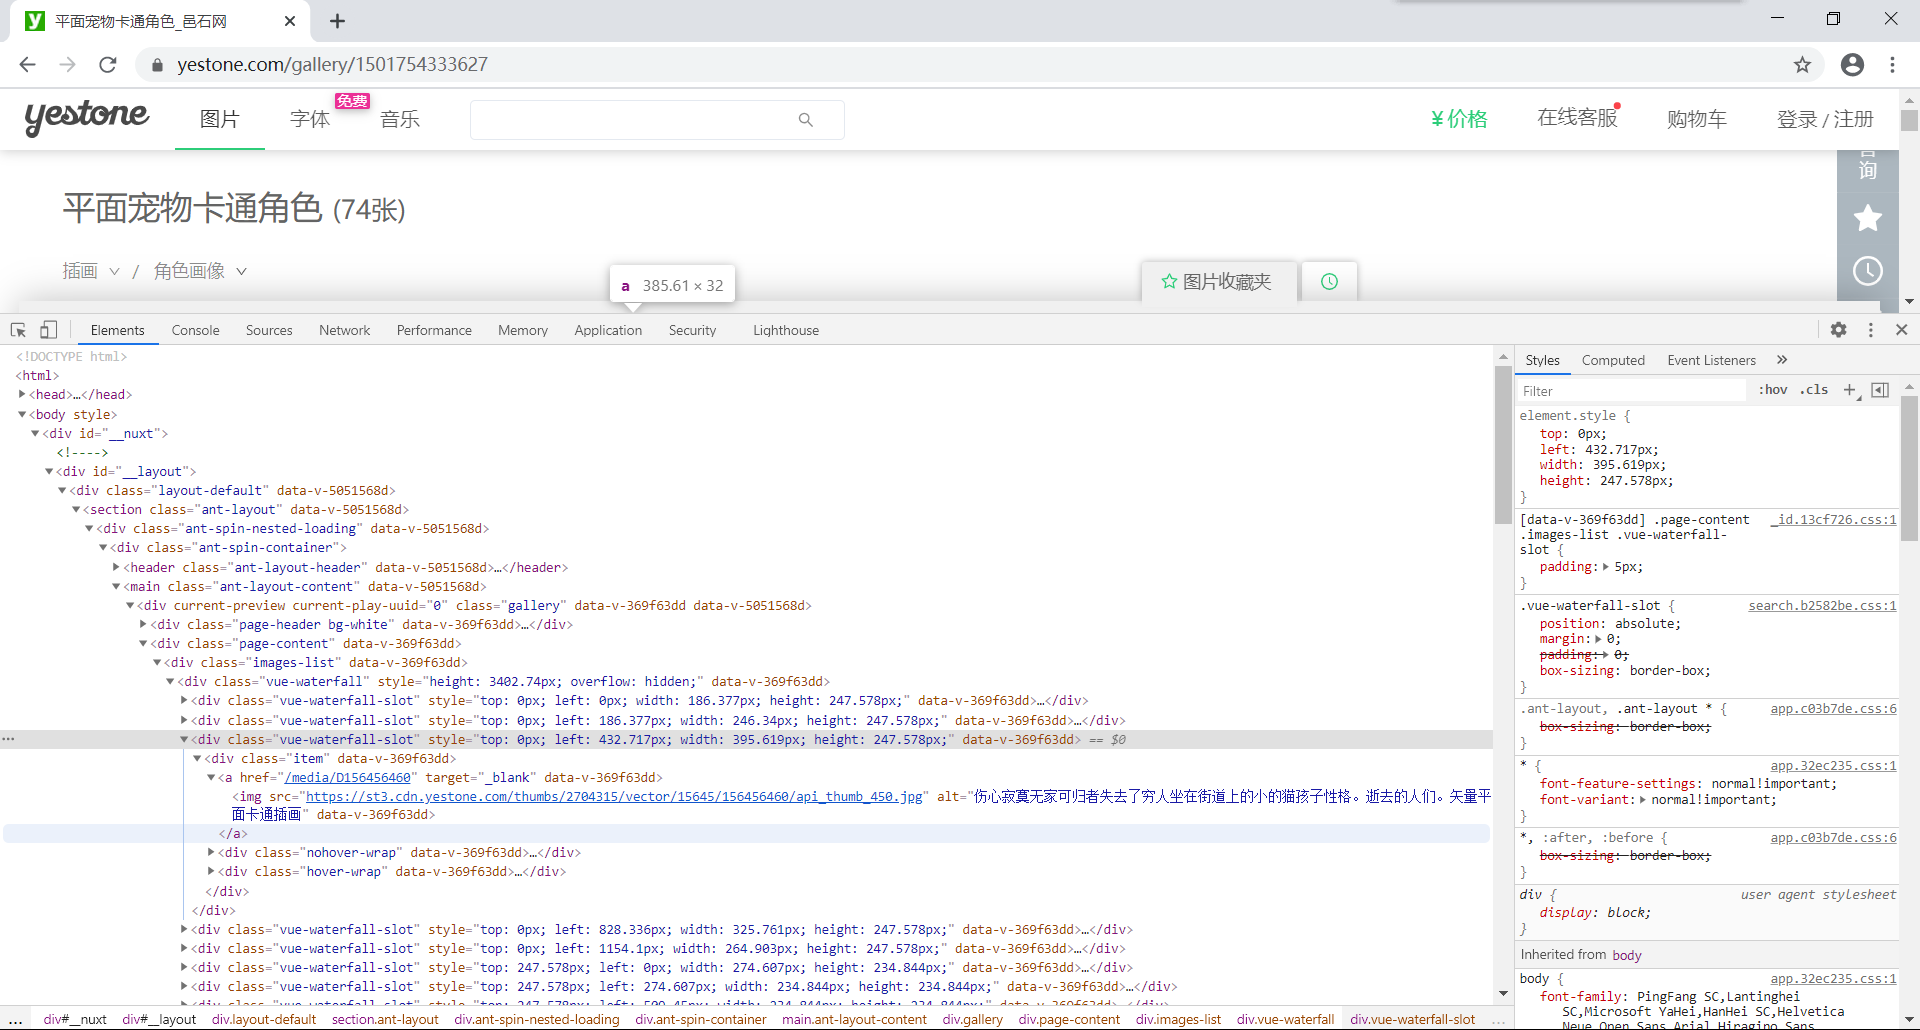 平面宠物卡通角色_邑石网
yestone.com/gallery/1501754333627
yestone 图片 字体 免费 音乐 ¥价格 在线客服 购物车 登录 / 注册
询
平面宠物卡通角色 (74张)
插画 / 角色画像
a 385.61 × 32
图片收藏夹
Elements Console Sources Network Performance Memory Application Security Lighthouse
<!DOCTYPE html>
<html>
<head>…</head>
<body style>
<div id="__nuxt">
<!---->
<div id="__layout">
<div class="layout-default" data-v-5051568d>
<section class="ant-layout" data-v-5051568d>
<div class="ant-spin-nested-loading" data-v-5051568d>
<div class="ant-spin-container">
<header class="ant-layout-header" data-v-5051568d>…</header>
<main class="ant-layout-content" data-v-5051568d>
<div current-preview current-play-uuid="0" class="gallery" data-v-369f63dd data-v-5051568d>
<div class="page-header bg-white" data-v-369f63dd>…</div>
<div class="page-content" data-v-369f63dd>
<div class="images-list" data-v-369f63dd>
<div class="vue-waterfall" style="height: 3402.74px; overflow: hidden;" data-v-369f63dd>
<div class="vue-waterfall-slot" style="top: 0px; left: 0px; width: 186.377px; height: 247.578px;" data-v-369f63dd>…</div>
<div class="vue-waterfall-slot" style="top: 0px; left: 186.377px; width: 246.34px; height: 247.578px;" data-v-369f63dd>…</div>
<div class="vue-waterfall-slot" style="top: 0px; left: 432.717px; width: 395.619px; height: 247.578px;" data-v-369f63dd> == $0
<div class="item" data-v-369f63dd>
<a href="/media/D156456460" target="_blank" data-v-369f63dd>
<img src="https://st3.cdn.yestone.com/thumbs/2704315/vector/15645/156456460/api_thumb_450.jpg" alt="伤心寂寞无家可归者失去了穷人坐在街道上的小的猫孩子性格。逝去的人们。矢量平
面卡通插画" data-v-369f63dd>
</a>
<div class="nohover-wrap" data-v-369f63dd>…</div>
<div class="hover-wrap" data-v-369f63dd>…</div>
</div>
</div>
<div class="vue-waterfall-slot" style="top: 0px; left: 828.336px; width: 325.761px; height: 247.578px;" data-v-369f63dd>…</div>
<div class="vue-waterfall-slot" style="top: 0px; left: 1154.1px; width: 264.903px; height: 247.578px;" data-v-369f63dd>…</div>
<div class="vue-waterfall-slot" style="top: 247.578px; left: 0px; width: 274.607px; height: 234.844px;" data-v-369f63dd>…</div>
<div class="vue-waterfall-slot" style="top: 247.578px; left: 274.607px; width: 234.844px; height: 234.844px;" data-v-369f63dd>…</div>
<div class="vue-waterfall-slot" style="top: 247.578px; left: 509.45px; width: 234.844px; height: 234.844px;" data-v-369f63dd>…</div>
... div#__nuxt div#__layout div.layout-default section.ant-layout div.ant-spin-nested-loading div.ant-spin-container main.ant-layout-content div.gallery div.page-content div.images-list div.vue-waterfall div.vue-waterfall-slot ...
Styles Computed Event Listeners »
Filter :hov .cls +
element.style {
top: 0px;
left: 432.717px;
width: 395.619px;
height: 247.578px;
}
[data-v-369f63dd] .page-content _id.13cf726.css:1
.images-list .vue-waterfall-
slot {
padding: 5px;
}
.vue-waterfall-slot { search.b2582be.css:1
position: absolute;
margin: 0;
padding: 0;
box-sizing: border-box;
}
.ant-layout, .ant-layout * { app.c03b7de.css:6
box-sizing: border-box;
}
* { app.32ec235.css:1
font-feature-settings: normal!important;
font-variant: normal!important;
}
*, :after, :before { app.c03b7de.css:6
box-sizing: border-box;
}
div { user agent stylesheet
display: block;
}
Inherited from body
body { app.32ec235.css:1
font-family: PingFang SC,Lantinghei
SC,Microsoft YaHei,HanHei SC,Helvetica
Neue,Open Sans,Arial,Hiragino Sans